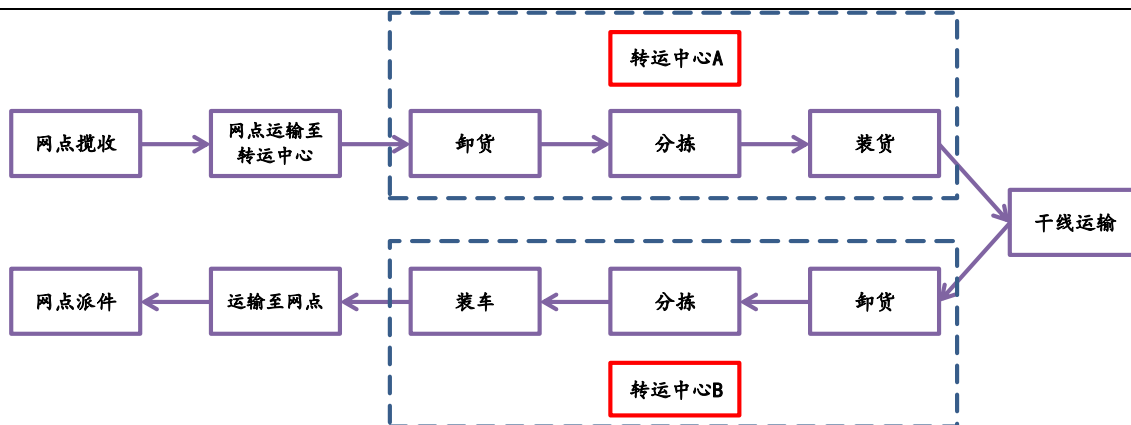 转运中心A
网点揽收
网点运输至
转运中心
卸货
分拣
装货
干线运输
网点派件
运输至网点
装车
分拣
卸货
转运中心B